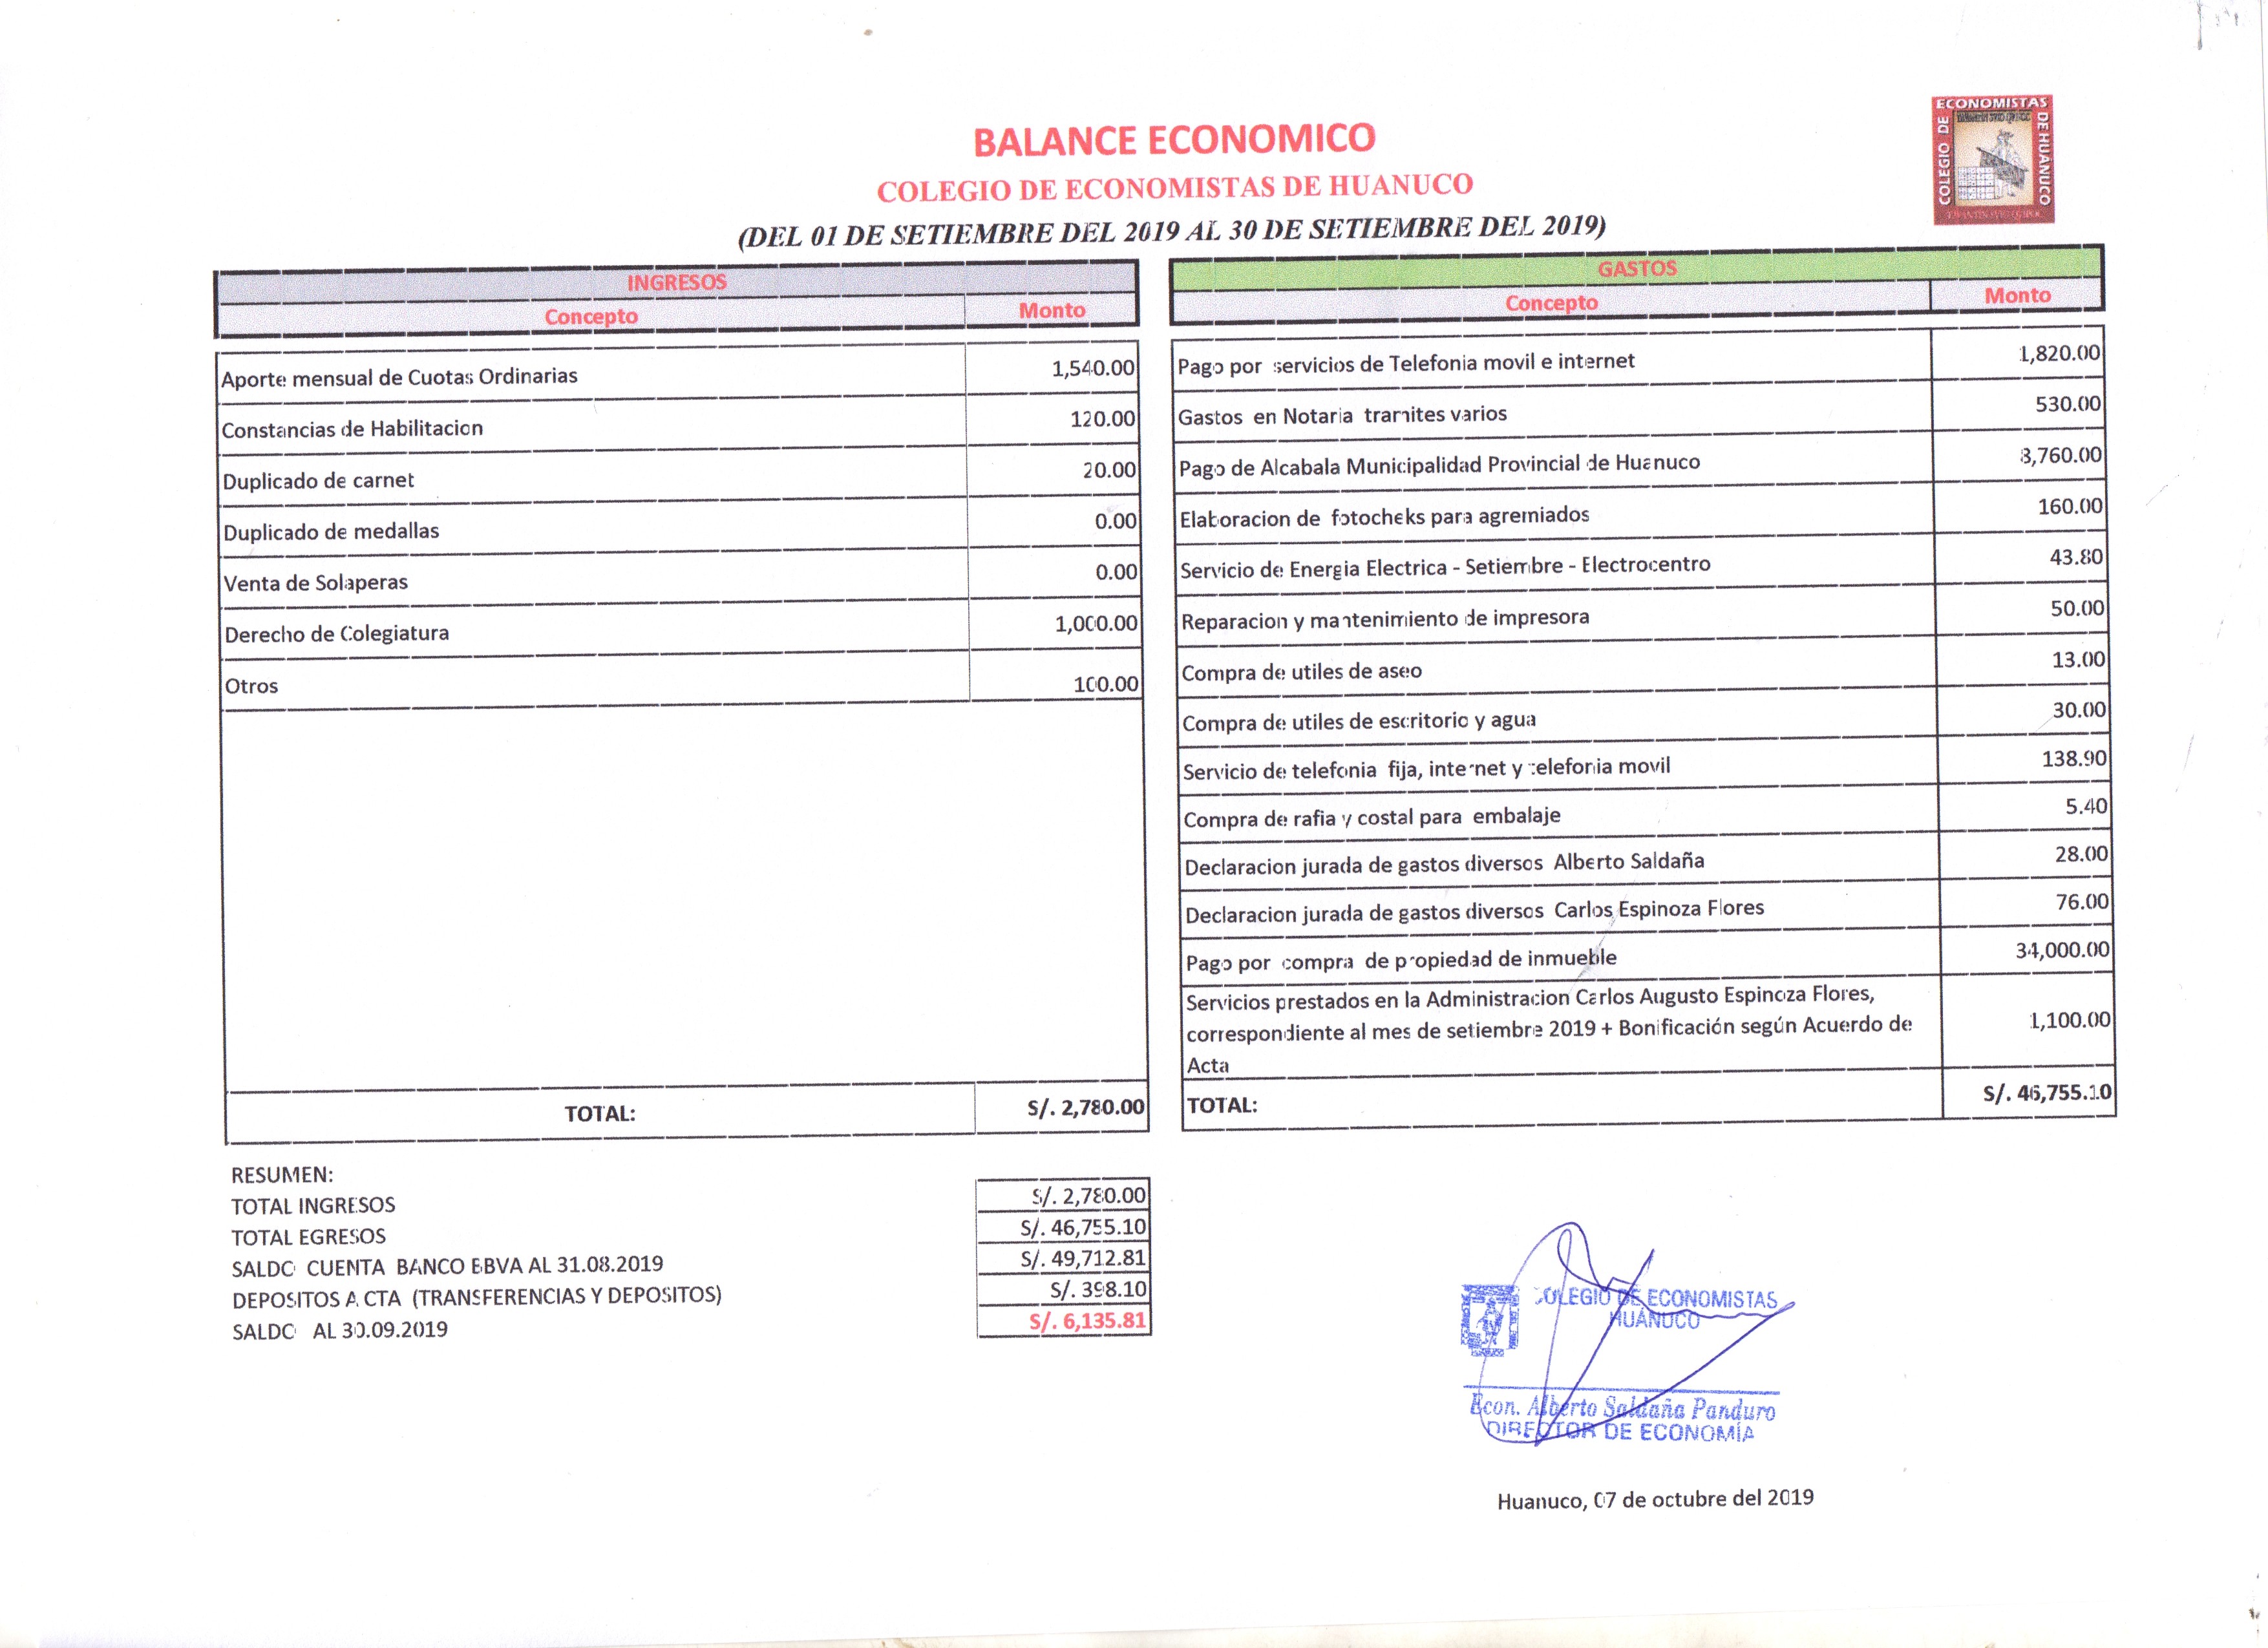 ECONOMISTAS
COLEGIO DE
DE HUANUCO
BALANCE ECONOMICO
COLEGIO DE ECONOMISTAS DE HUANUCO
(DEL 01 DE SETIEMBRE DEL 2019 AL 30 DE SETIEMBRE DEL 2019)
INGRESOS
Concepto Monto
Aporte mensual de Cuotas Ordinarias 1,540.00
Constancias de Habilitacion 120.00
Duplicado de carnet 20.00
Duplicado de medallas 0.00
Venta de Solaperas 0.00
Derecho de Colegiatura 1,000.00
Otros 100.00
TOTAL: S/. 2,780.00
GASTOS
Concepto Monto
Pago por servicios de Telefonia movil e internet 1,820.00
Gastos en Notaria tramites varios 530.00
Pago de Alcabala Municipalidad Provincial de Huanuco 8,760.00
Elaboracion de fotocheks para agremiados 160.00
Servicio de Energia Electrica - Setiembre - Electrocentro 43.80
Reparacion y mantenimiento de impresora 50.00
Compra de utiles de aseo 13.00
Compra de utiles de escritorio y agua 30.00
Servicio de telefonia fija, internet y telefonia movil 138.90
Compra de rafia y costal para embalaje 5.40
Declaracion jurada de gastos diversos Alberto Saldaña 28.00
Declaracion jurada de gastos diversos Carlos Espinoza Flores 76.00
Pago por compra de propiedad de inmueble 34,000.00
Servicios prestados en la Administracion Carlos Augusto Espinoza Flores,
correspondiente al mes de setiembre 2019 + Bonificación según Acuerdo de 1,100.00
Acta
TOTAL: S/. 46,755.10
RESUMEN:
TOTAL INGRESOS S/. 2,780.00
TOTAL EGRESOS S/. 46,755.10
SALDO CUENTA BANCO BBVA AL 31.08.2019 S/. 49,712.81
DEPOSITOS A CTA (TRANSFERENCIAS Y DEPOSITOS) S/. 398.10
SALDO AL 30.09.2019 S/. 6,135.81
COLEGIO DE ECONOMISTAS
HUÁNUCO
Econ. Alberto Saldaña Panduro
DIRECTOR DE ECONOMÍA
Huanuco, 07 de octubre del 2019